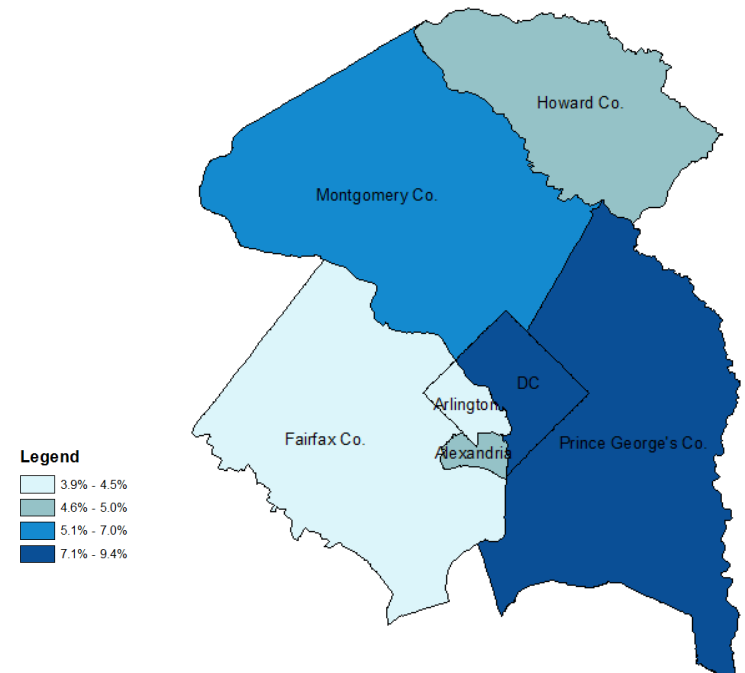 Howard Co.
Montgomery Co.
DC
Arlington
Fairfax Co.
Prince George's Co.
Alexandria
Legend
3.9% - 4.5%
4.6% - 5.0%
5.1% - 7.0%
7.1% - 9.4%